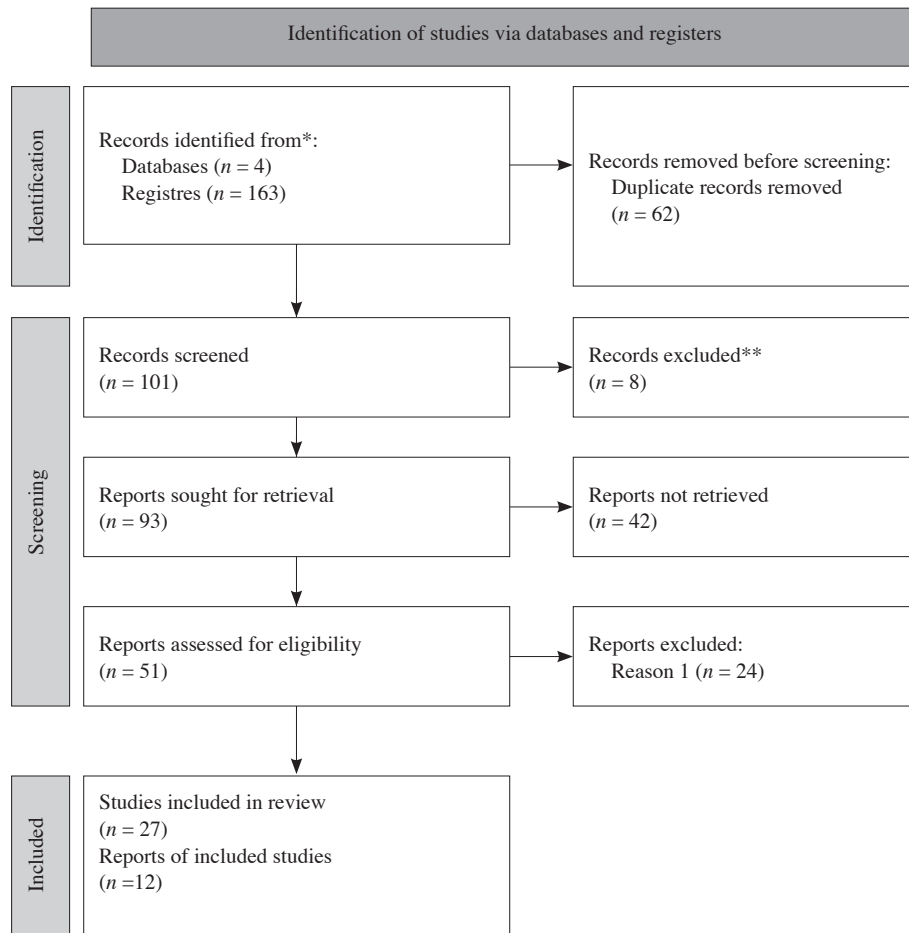 Identification of studies via databases and registers
Identification
Records identified from*:
Databases (n = 4)
Registres (n = 163)
Records removed before screening:
Duplicate records removed
(n = 62)
Screening
Records screened
(n = 101)
Records excluded**
(n = 8)
Reports sought for retrieval
(n = 93)
Reports not retrieved
(n = 42)
Reports assessed for eligibility
(n = 51)
Reports excluded:
Reason 1 (n = 24)
Included
Studies included in review
(n = 27)
Reports of included studies
(n =12)